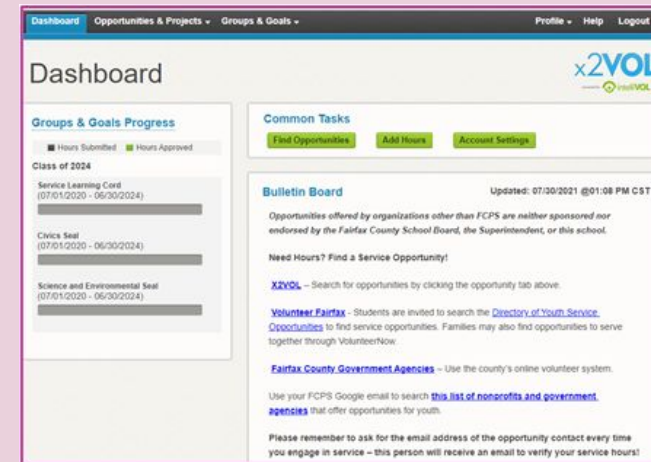 Dashboard Opportunities & Projects Groups & Goals Profile Help Logout
Dashboard
x2VOL
intelliVOL
Groups & Goals Progress
Hours Submitted Hours Approved
Class of 2024
Service Learning Cord
(07/01/2020 - 06/30/2024)
Civics Seal
(07/01/2020 - 06/30/2024)
Science and Environmental Seal
(07/01/2020 - 06/30/2024)
Common Tasks
Find Opportunities Add Hours Account Settings
Bulletin Board Updated: 07/30/2021 @01:08 PM CST
Opportunities offered by organizations other than FCPS are neither sponsored nor
endorsed by the Fairfax County School Board, the Superintendent, or this school.
Need Hours? Find a Service Opportunity!
X2VOL – Search for opportunities by clicking the opportunity tab above.
Volunteer Fairfax - Students are invited to search the Directory of Youth Service
Opportunities to find service opportunities. Families may also find opportunities to serve
together through VolunteerNow.
Fairfax County Government Agencies – Use the county's online volunteer system.
Use your FCPS Google email to search this list of nonprofits and government
agencies that offer opportunities for youth.
Please remember to ask for the email address of the opportunity contact every time
you engage in service – this person will receive an email to verify your service hours!